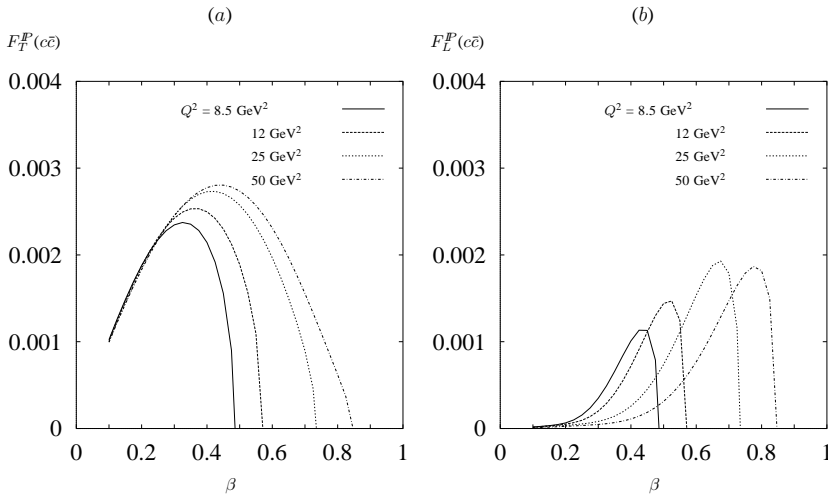 (a)
F_T^{IP}(cc̄)
0.004
0.003
0.002
0.001
0
0 0.2 0.4 0.6 0.8 1
β
Q² = 8.5 GeV²
12 GeV²
25 GeV²
50 GeV²
(b)
F_L^{IP}(cc̄)
0.004
0.003
0.002
0.001
0
0 0.2 0.4 0.6 0.8 1
β
Q² = 8.5 GeV²
12 GeV²
25 GeV²
50 GeV²